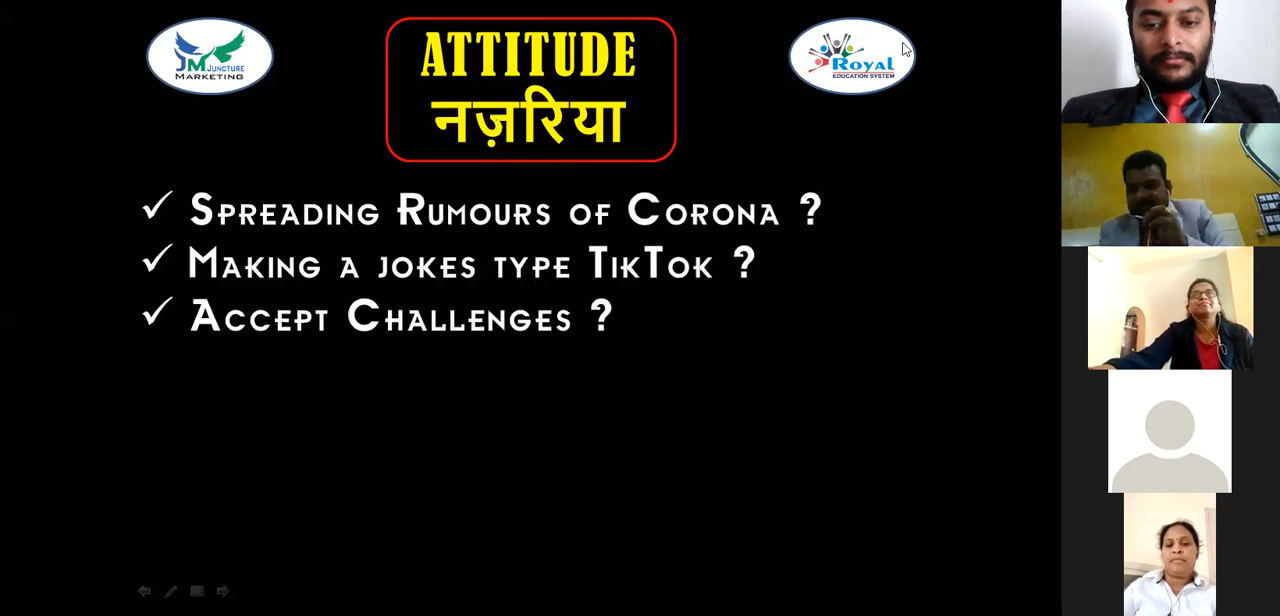 JM JUNCTURE
MARKETING
ATTITUDE
नज़रिया
Royal
EDUCATION SYSTEM
✓ SPREADING RUMOURS OF CORONA ?
✓ MAKING A JOKES TYPE TIKTOK ?
✓ ACCEPT CHALLENGES ?